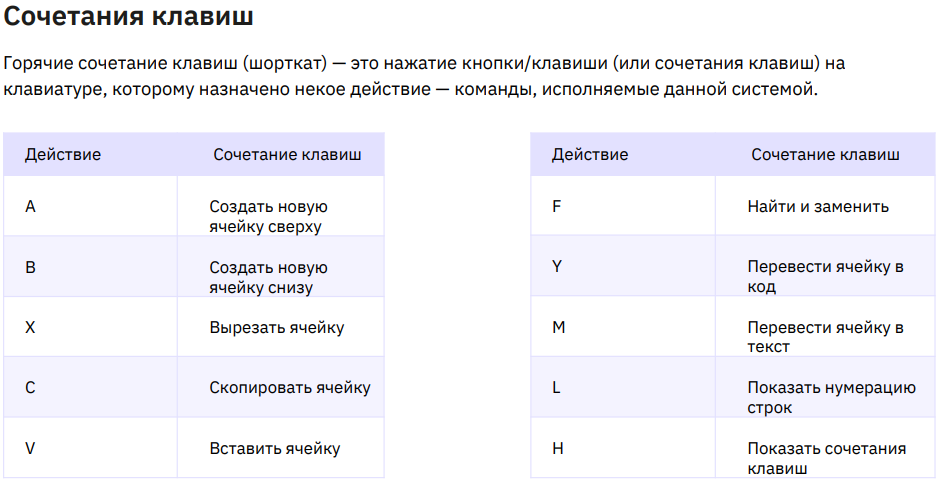 Сочетания клавиш
Горячие сочетание клавиш (шорткат) — это нажатие кнопки/клавиши (или сочетания клавиш) на
клавиатуре, которому назначено некое действие — команды, исполняемые данной системой.
Действие Сочетание клавиш
A Создать новую
ячейку сверху
B Создать новую
ячейку снизу
X Вырезать ячейку
C Скопировать ячейку
V Вставить ячейку
Действие Сочетание клавиш
F Найти и заменить
Y Перевести ячейку в
код
M Перевести ячейку в
текст
L Показать нумерацию
строк
H Показать сочетания
клавиш